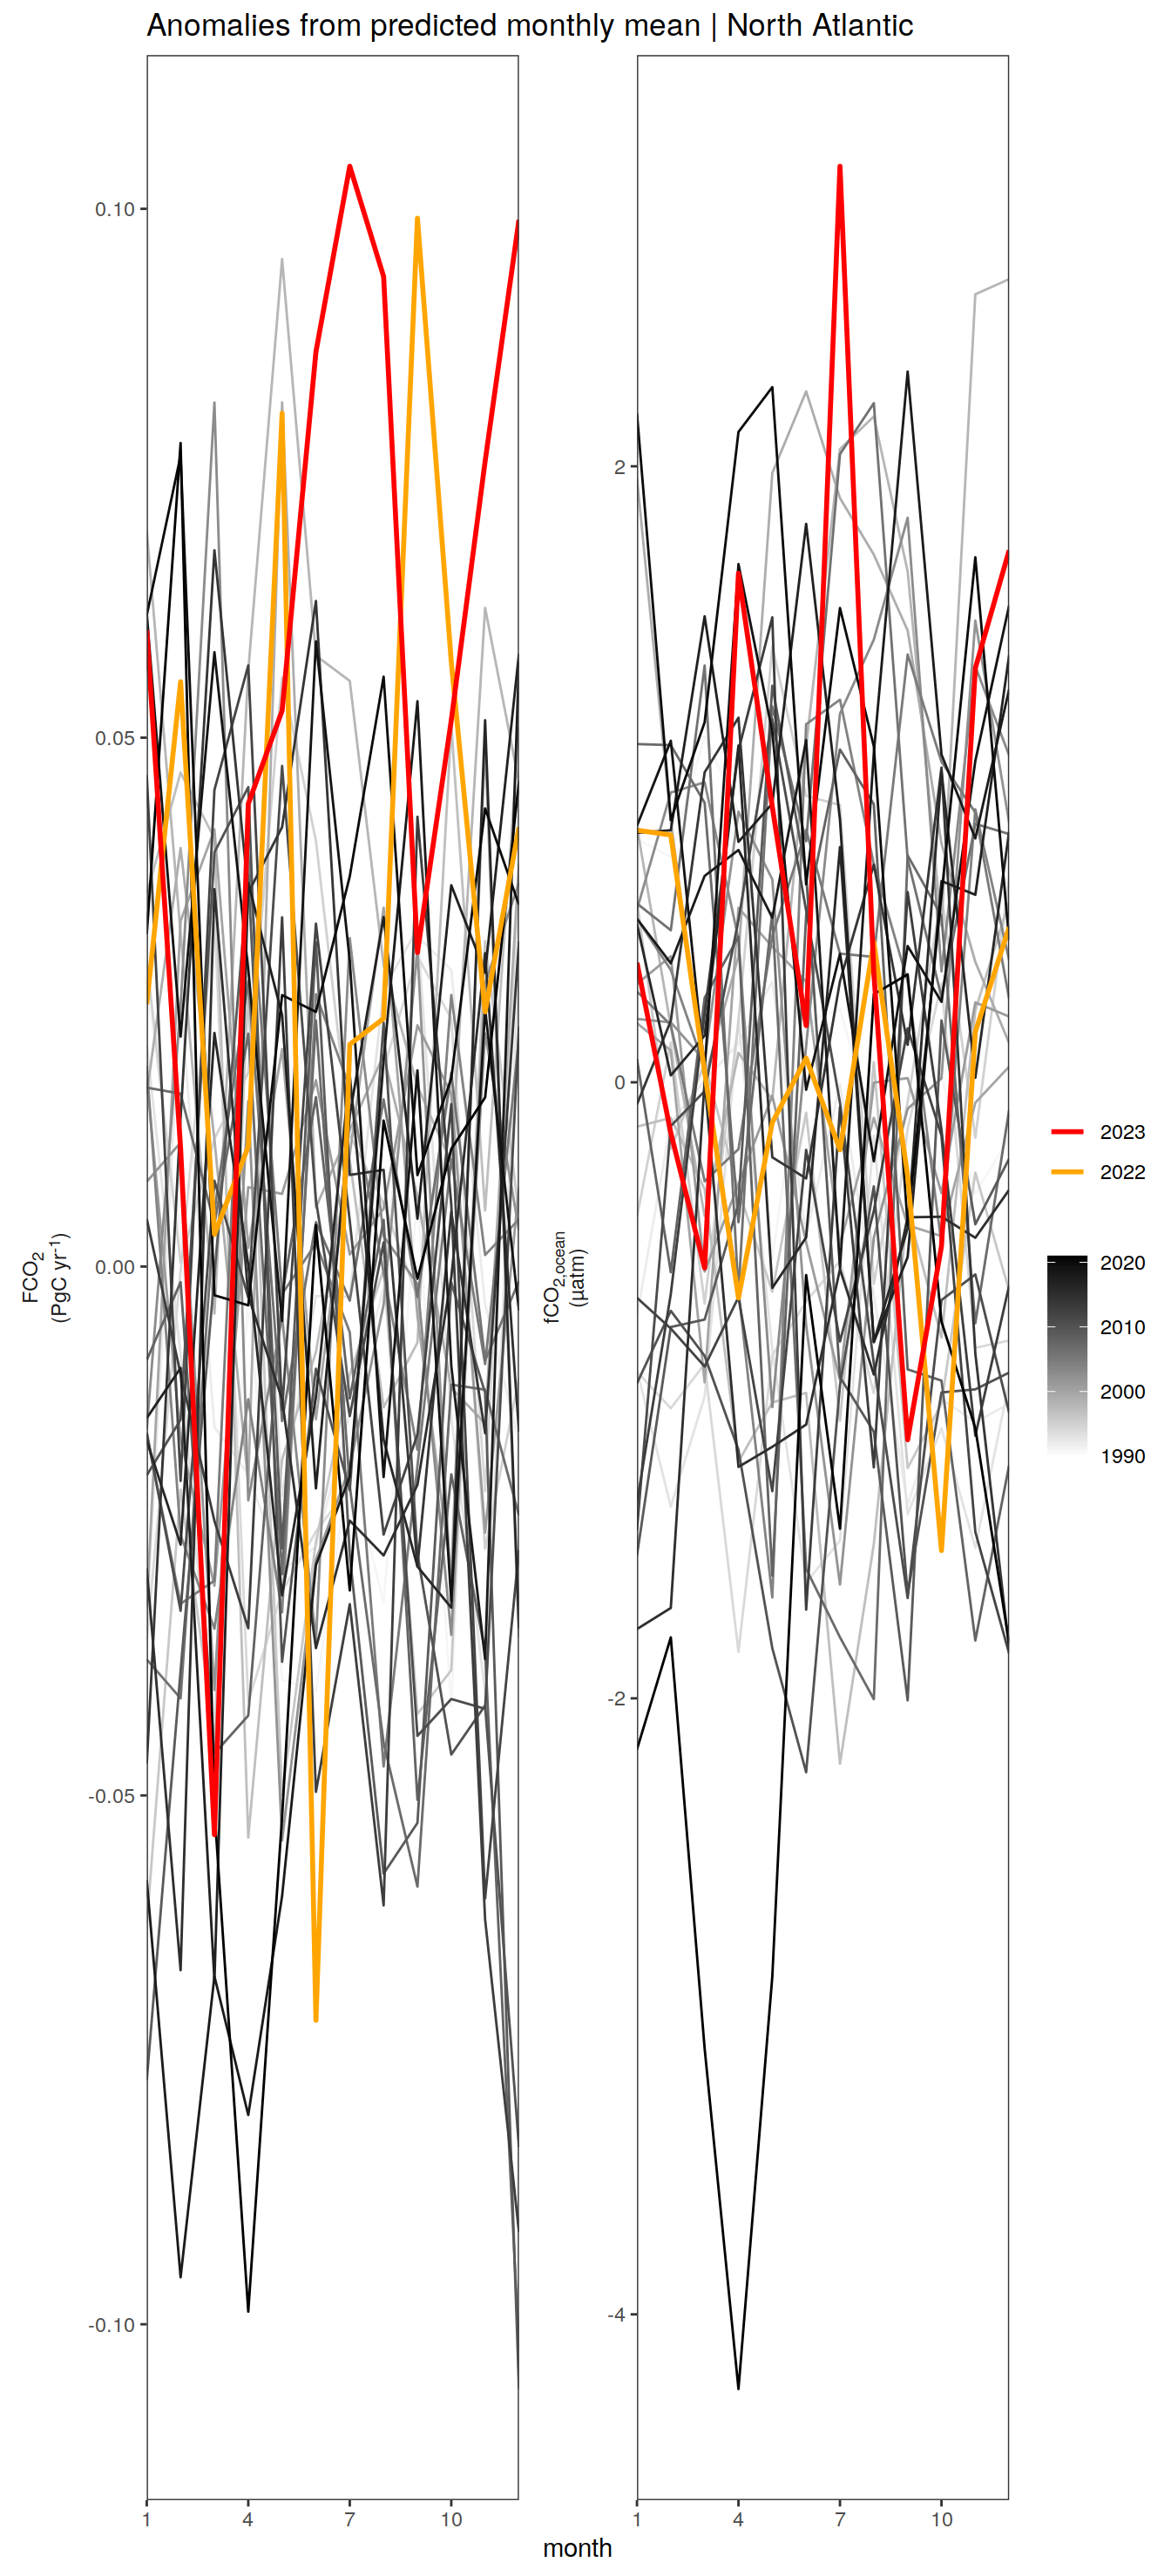 Anomalies from predicted monthly mean | North Atlantic
FCO₂
(PgC yr⁻¹)
0.10
0.05
0.00
-0.05
-0.10
1 4 7 10
fCO₂,ocean
(µatm)
2
0
-2
-4
1 4 7 10
month
2023
2022
2020
2010
2000
1990